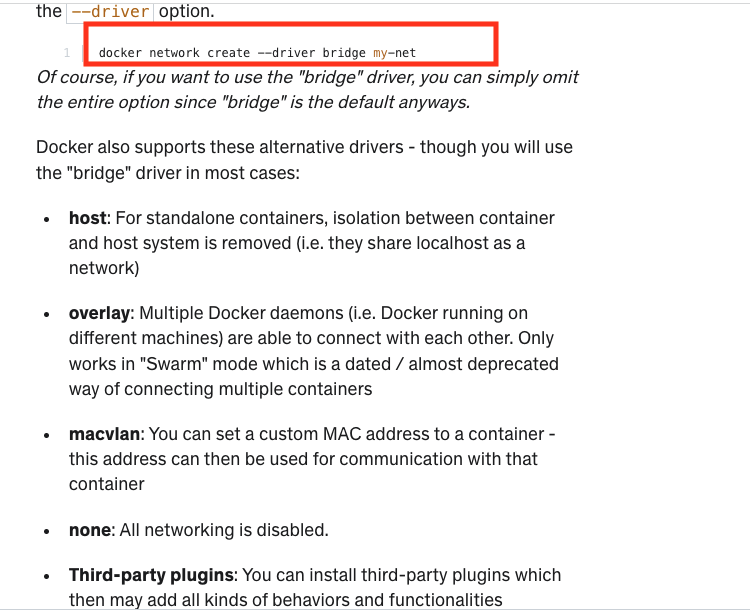 the --driver option.
1 docker network create --driver bridge my-net
Of course, if you want to use the "bridge" driver, you can simply omit
the entire option since "bridge" is the default anyways.
Docker also supports these alternative drivers - though you will use
the "bridge" driver in most cases:
• host: For standalone containers, isolation between container
and host system is removed (i.e. they share localhost as a
network)
• overlay: Multiple Docker daemons (i.e. Docker running on
different machines) are able to connect with each other. Only
works in "Swarm" mode which is a dated / almost deprecated
way of connecting multiple containers
• macvlan: You can set a custom MAC address to a container -
this address can then be used for communication with that
container
• none: All networking is disabled.
• Third-party plugins: You can install third-party plugins which
then may add all kinds of behaviors and functionalities